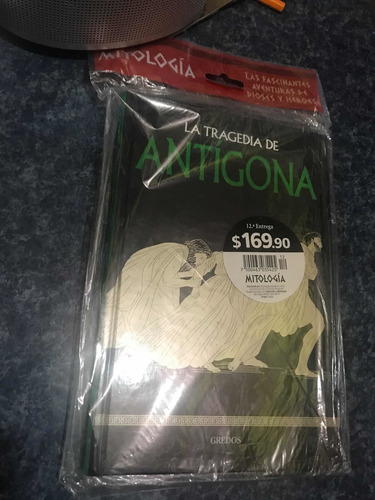 MITOLOGÍA
LAS FASCINANTES
AVENTURAS DE
DIOSES Y HÉROES
LA TRAGEDIA DE
ANTÍGONA
12.ª Entrega
$169.90
MITOLOGÍA
GREDOS